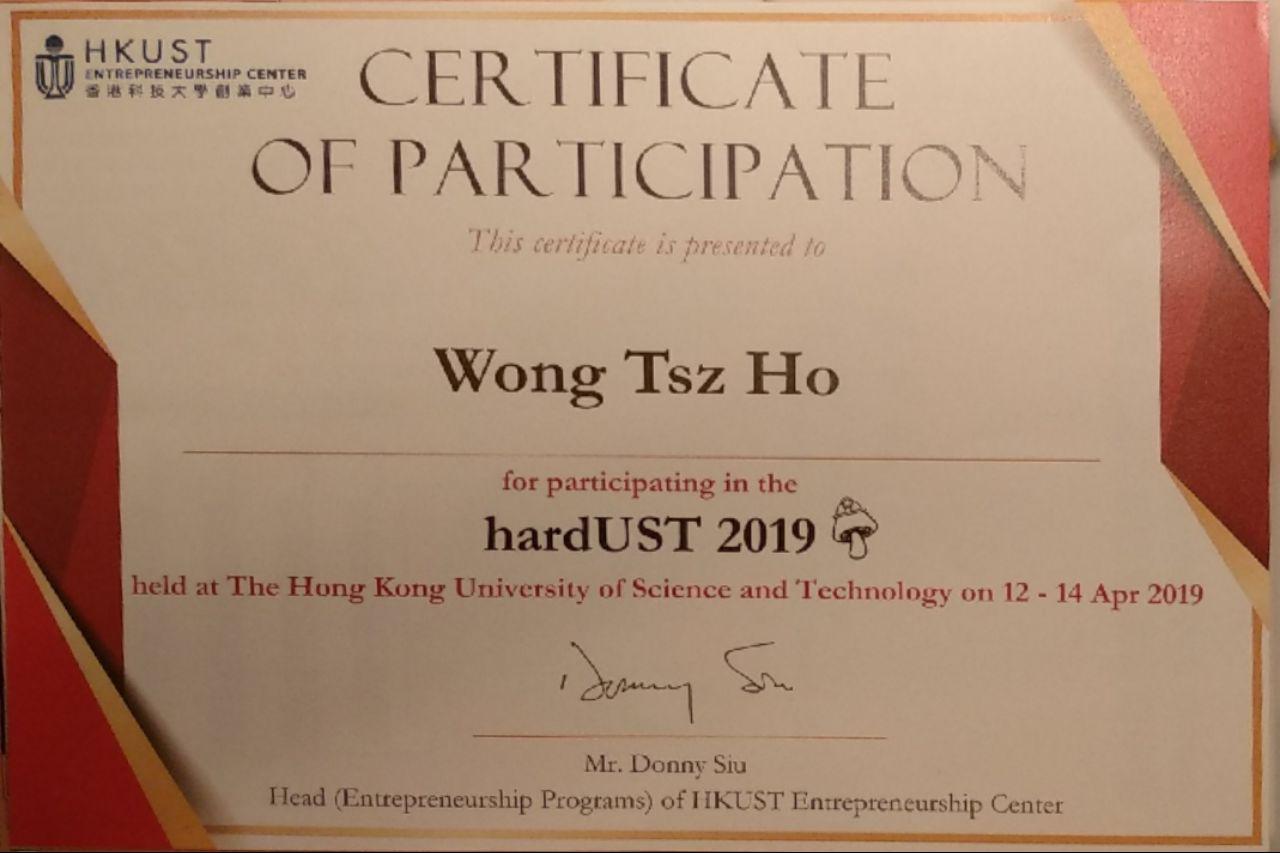 HKUST
ENTREPRENEURSHIP CENTER
香港科技大學創業中心
CERTIFICATE
OF PARTICIPATION
This certificate is presented to
Wong Tsz Ho
for participating in the
hardUST 2019
held at The Hong Kong University of Science and Technology on 12 - 14 Apr 2019
Donny Siu
Mr. Donny Siu
Head (Entrepreneurship Programs) of HKUST Entrepreneurship Center